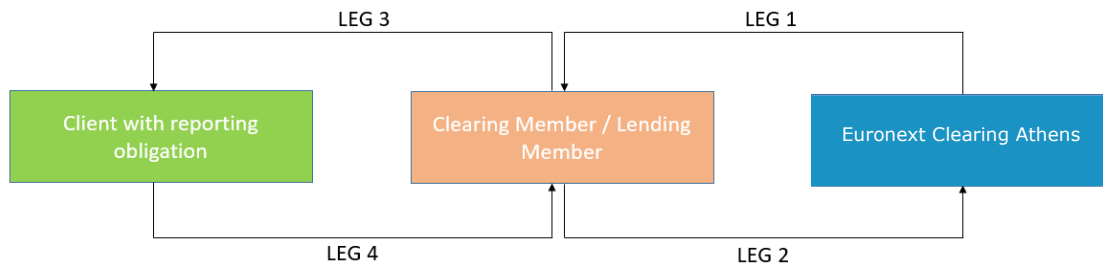 LEG 3
LEG 1
Client with reporting
obligation
Clearing Member / Lending
Member
Euronext Clearing Athens
LEG 4
LEG 2